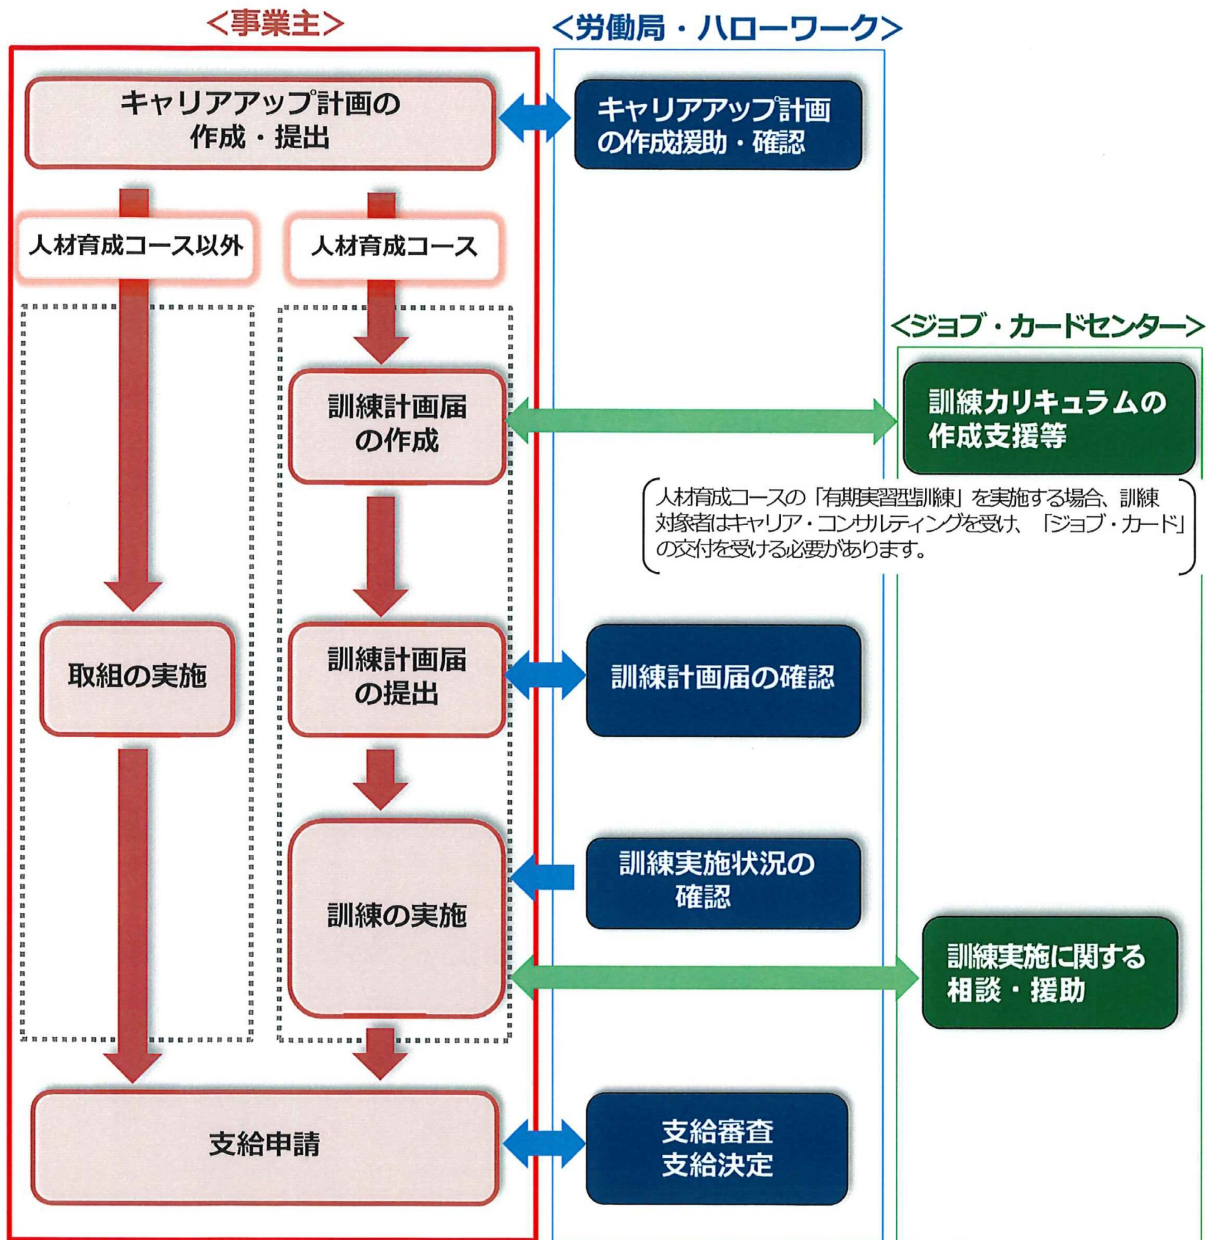 ＜事業主＞
＜労働局・ハローワーク＞
キャリアアップ計画の
作成・提出
キャリアアップ計画
の作成援助・確認
人材育成コース以外
人材育成コース
＜ジョブ・カードセンター＞
訓練計画届
の作成
訓練カリキュラムの
作成支援等
人材育成コースの「有期実習型訓練」を実施する場合、訓練
対象者はキャリア・コンサルティングを受け、「ジョブ・カード」
の交付を受ける必要があります。
取組の実施
訓練計画届
の提出
訓練計画届の確認
訓練実施状況の
確認
訓練の実施
訓練実施に関する
相談・援助
支給申請
支給審査
支給決定